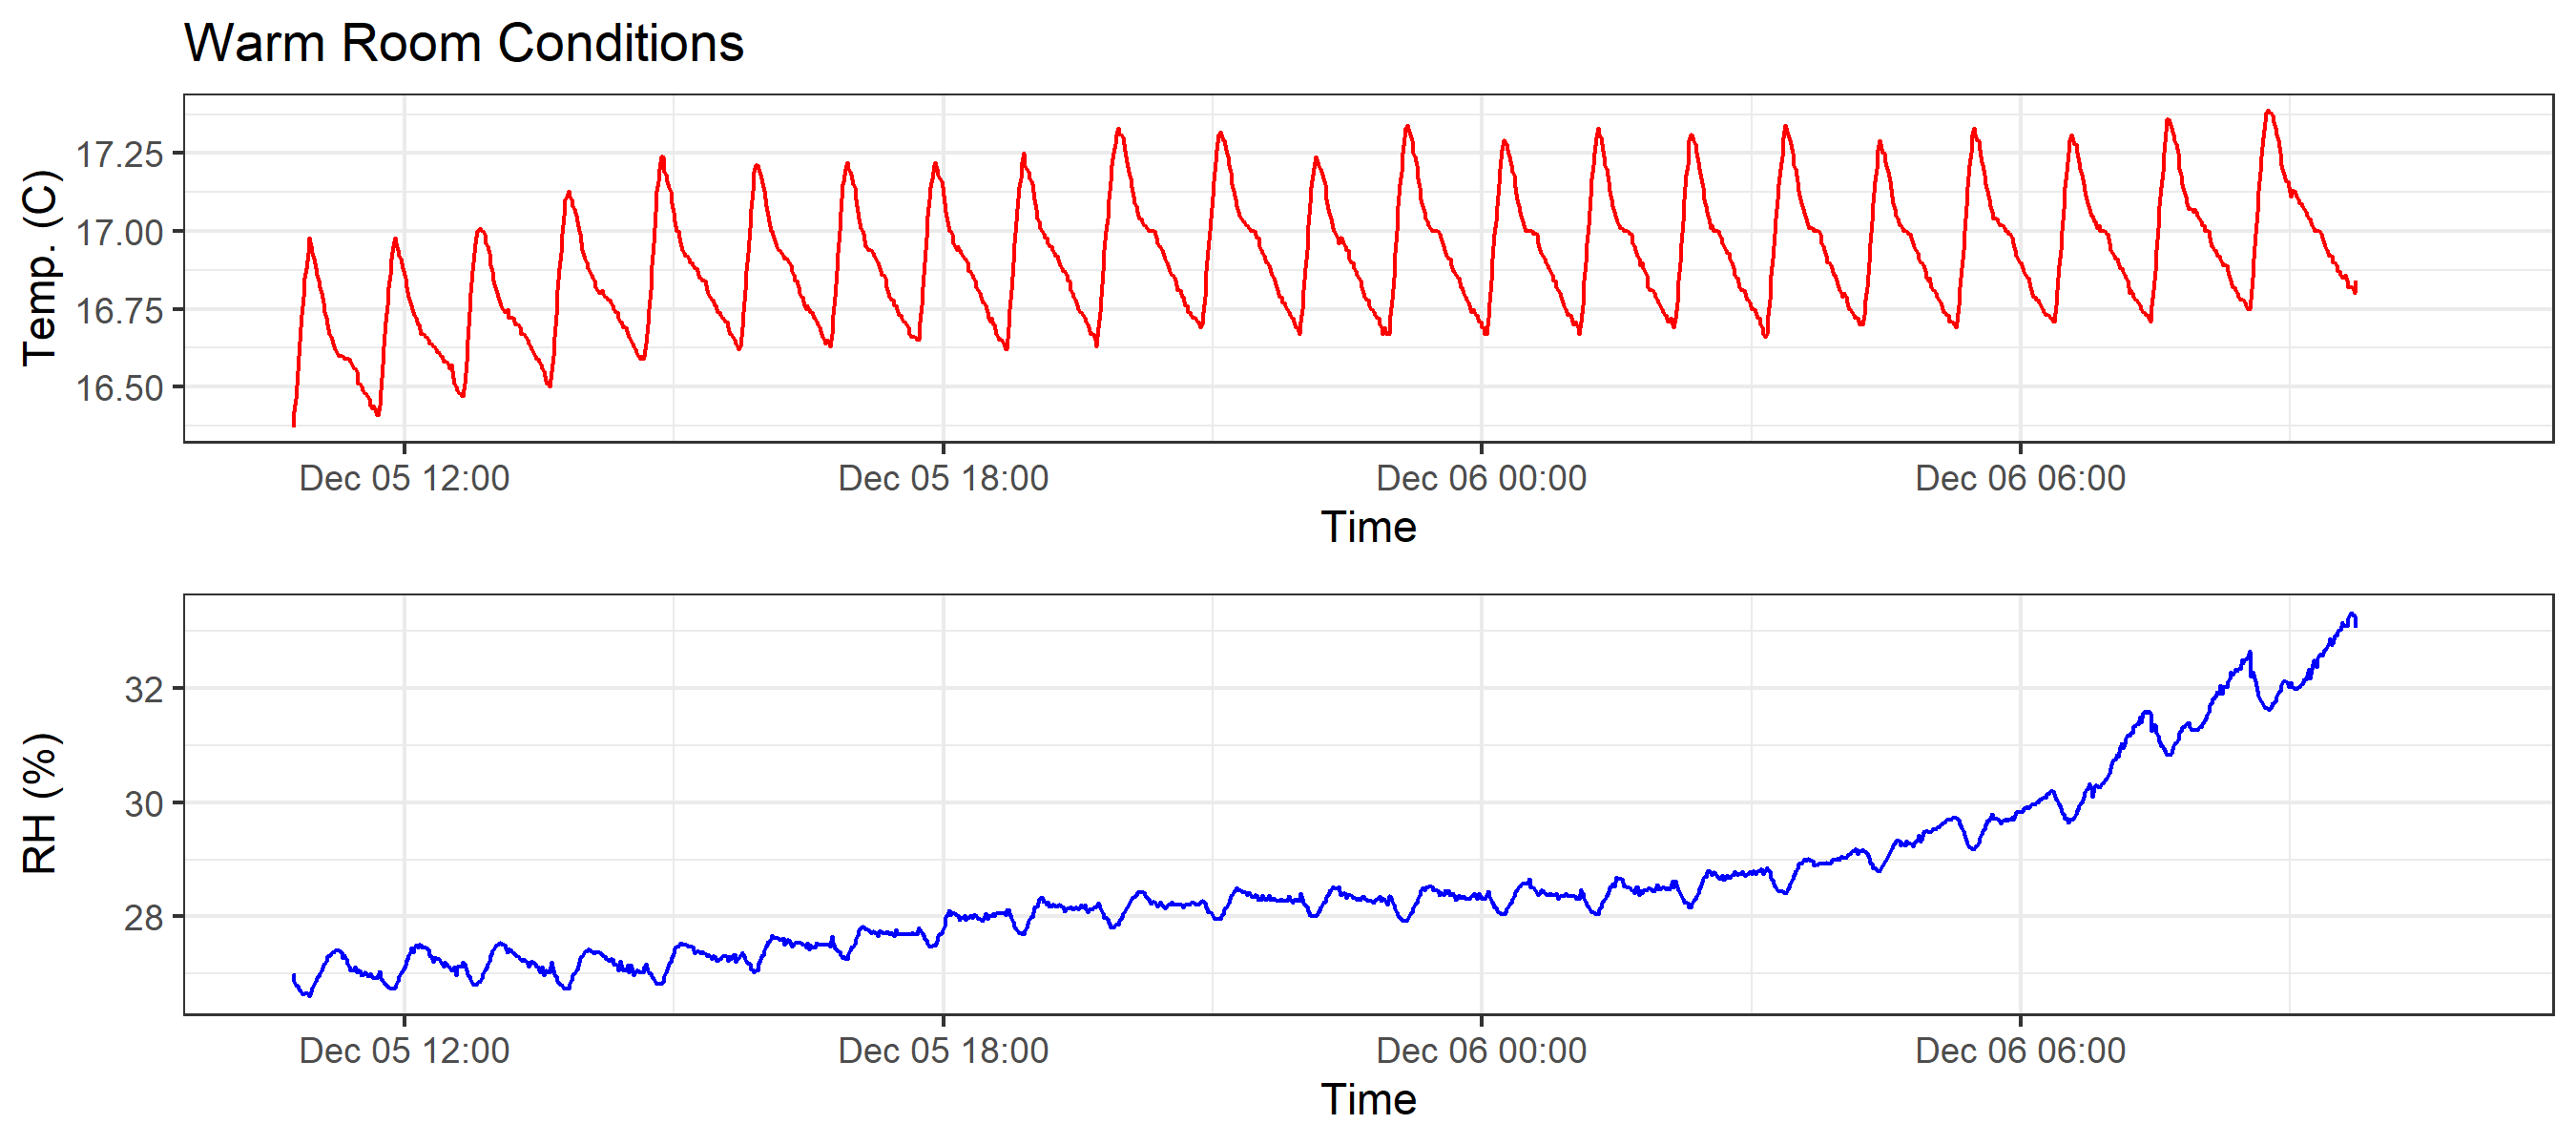 Warm Room Conditions
Temp. (C)
17.25
17.00
16.75
16.50
Dec 05 12:00 Dec 05 18:00 Dec 06 00:00 Dec 06 06:00
Time
RH (%)
32
30
28
Dec 05 12:00 Dec 05 18:00 Dec 06 00:00 Dec 06 06:00
Time